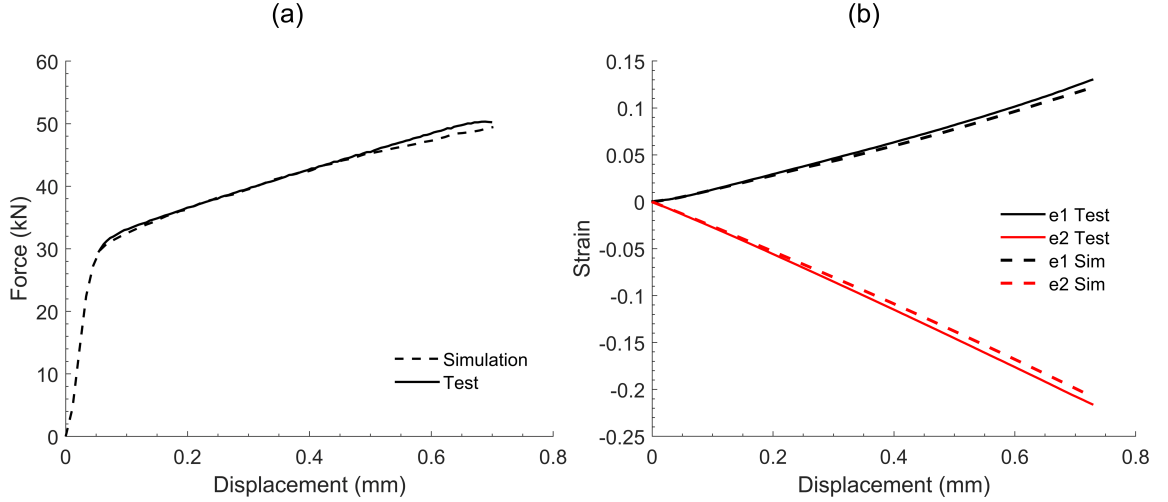 (a)
60
50
40
30
20
10
0
0
0.2
0.4
0.6
0.8
Force (kN)
Displacement (mm)
Simulation
Test
(b)
0.15
0.1
0.05
0
-0.05
-0.1
-0.15
-0.2
-0.25
0
0.2
0.4
0.6
0.8
Strain
Displacement (mm)
e1 Test
e2 Test
e1 Sim
e2 Sim